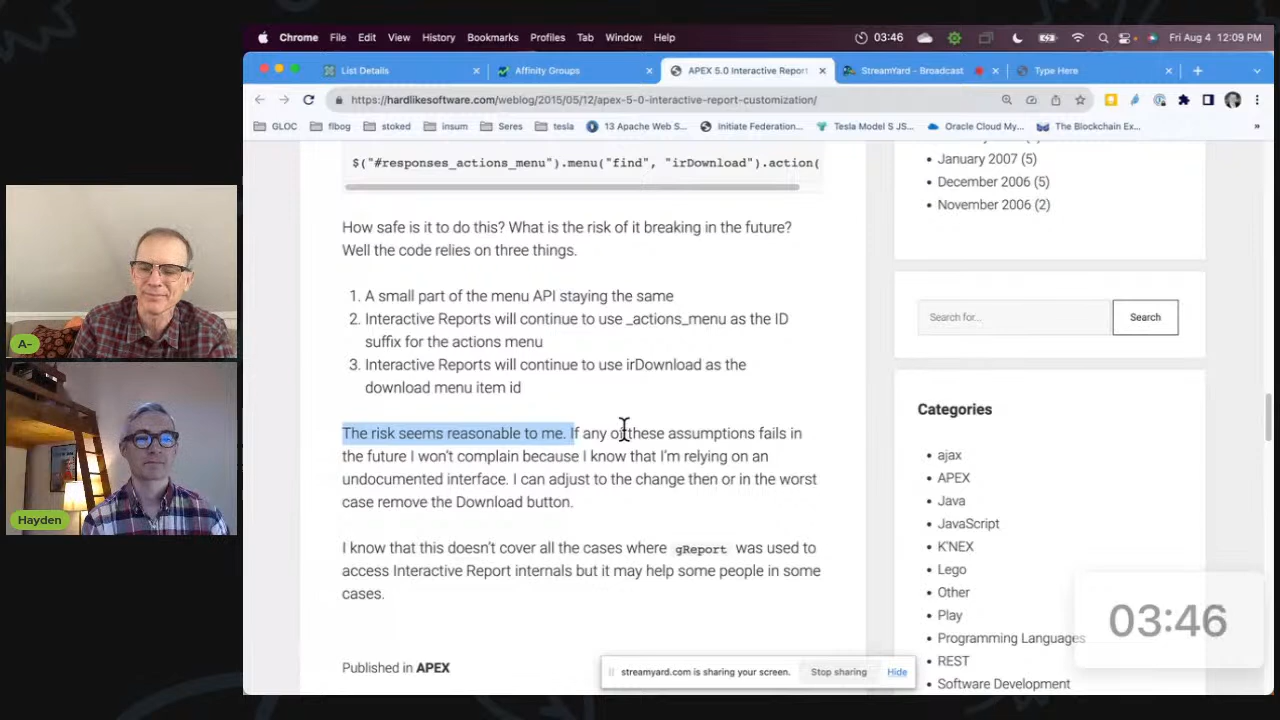 Chrome File Edit View History Bookmarks Profiles Tab Window Help 03:46 Fri Aug 4 12:09 PM
List Details Affinity Groups APEX 5.0 Interactive Report StreamYard - Broadcast Type Here
https://hardlikesoftware.com/weblog/2015/05/12/apex-5-0-interactive-report-customization/
GLOC flbog stoked insum Seres tesla 13 Apache Web S... Initiate Federation... Tesla Model S JS... Oracle Cloud My... The Blockchain Ex... »
$("#responses_actions_menu").menu("find", "irDownload").action(
How safe is it to do this? What is the risk of it breaking in the future?
Well the code relies on three things.
1. A small part of the menu API staying the same
2. Interactive Reports will continue to use _actions_menu as the ID
suffix for the actions menu
3. Interactive Reports will continue to use irDownload as the
download menu item id
The risk seems reasonable to me. If any of these assumptions fails in
the future I won't complain because I know that I'm relying on an
undocumented interface. I can adjust to the change then or in the worst
case remove the Download button.
I know that this doesn't cover all the cases where gReport was used to
access Interactive Report internals but it may help some people in some
cases.
Published in APEX
January 2007 (5)
December 2006 (5)
November 2006 (2)
Search for... Search
Categories
ajax
APEX
Java
JavaScript
K'NEX
Lego
Other
Play
Programming Languages
REST
Software Development
03:46
streamyard.com is sharing your screen. Stop sharing Hide
A-
Hayden